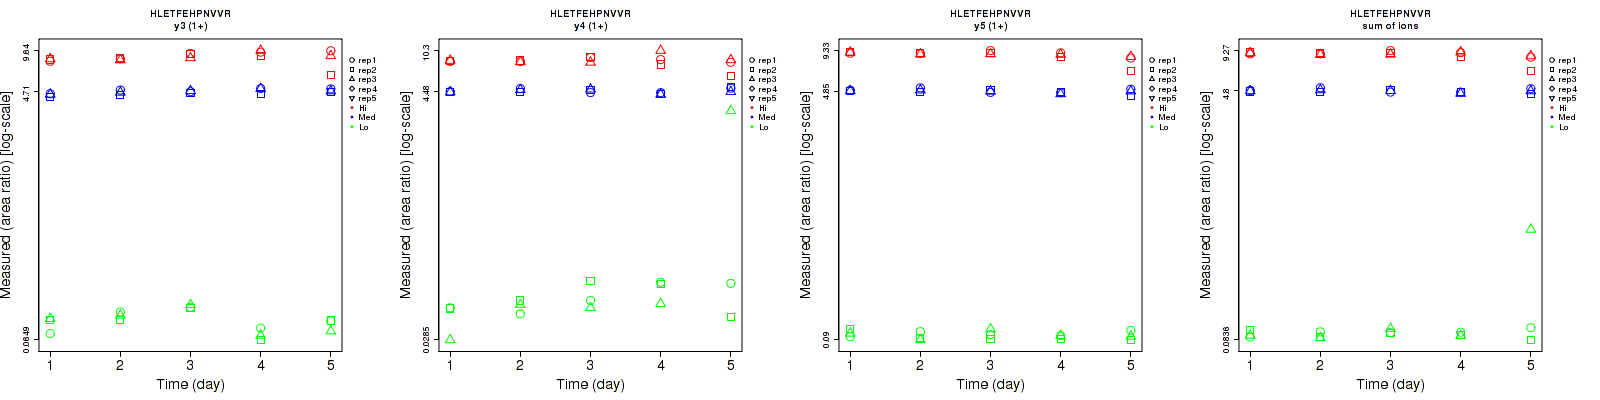 HLETFEHPNVVR
y3 (1+)
Measured (area ratio) [log-scale]
9.64
4.71
0.0649
1 2 3 4 5
Time (day)
rep1
rep2
rep3
rep4
rep5
Hi
Med
Lo
HLETFEHPNVVR
y4 (1+)
Measured (area ratio) [log-scale]
10.3
4.48
0.0285
1 2 3 4 5
Time (day)
rep1
rep2
rep3
rep4
rep5
Hi
Med
Lo
HLETFEHPNVVR
y5 (1+)
Measured (area ratio) [log-scale]
9.33
4.85
0.09
1 2 3 4 5
Time (day)
rep1
rep2
rep3
rep4
rep5
Hi
Med
Lo
HLETFEHPNVVR
sum of ions
Measured (area ratio) [log-scale]
9.27
4.8
0.0836
1 2 3 4 5
Time (day)
rep1
rep2
rep3
rep4
rep5
Hi
Med
Lo